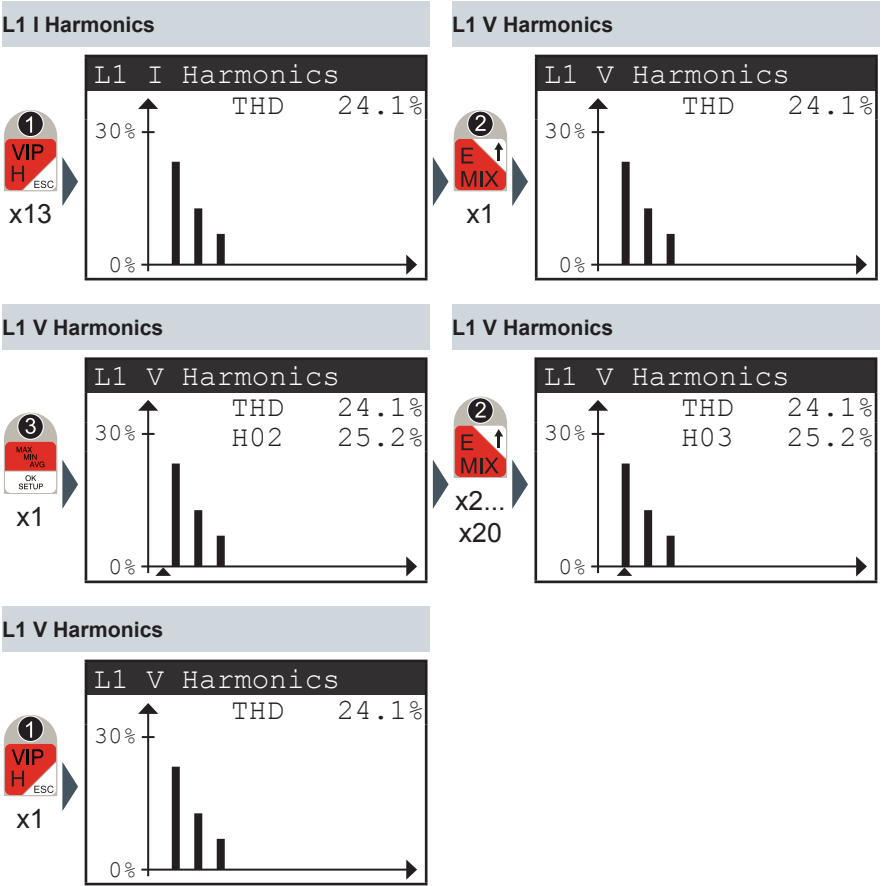 L1 I Harmonics
L1 V Harmonics
1
VIP
H
ESC
x13
L1 I Harmonics
THD 24.1%
30%
0%
2
E
MIX
x1
L1 V Harmonics
THD 24.1%
30%
0%
L1 V Harmonics
L1 V Harmonics
3
MAX
MIN
AVG
OK
SETUP
x1
L1 V Harmonics
THD 24.1%
30%
H02 25.2%
0%
2
E
MIX
x2...
x20
L1 V Harmonics
THD 24.1%
30%
H03 25.2%
0%
L1 V Harmonics
1
VIP
H
ESC
x1
L1 V Harmonics
THD 24.1%
30%
0%